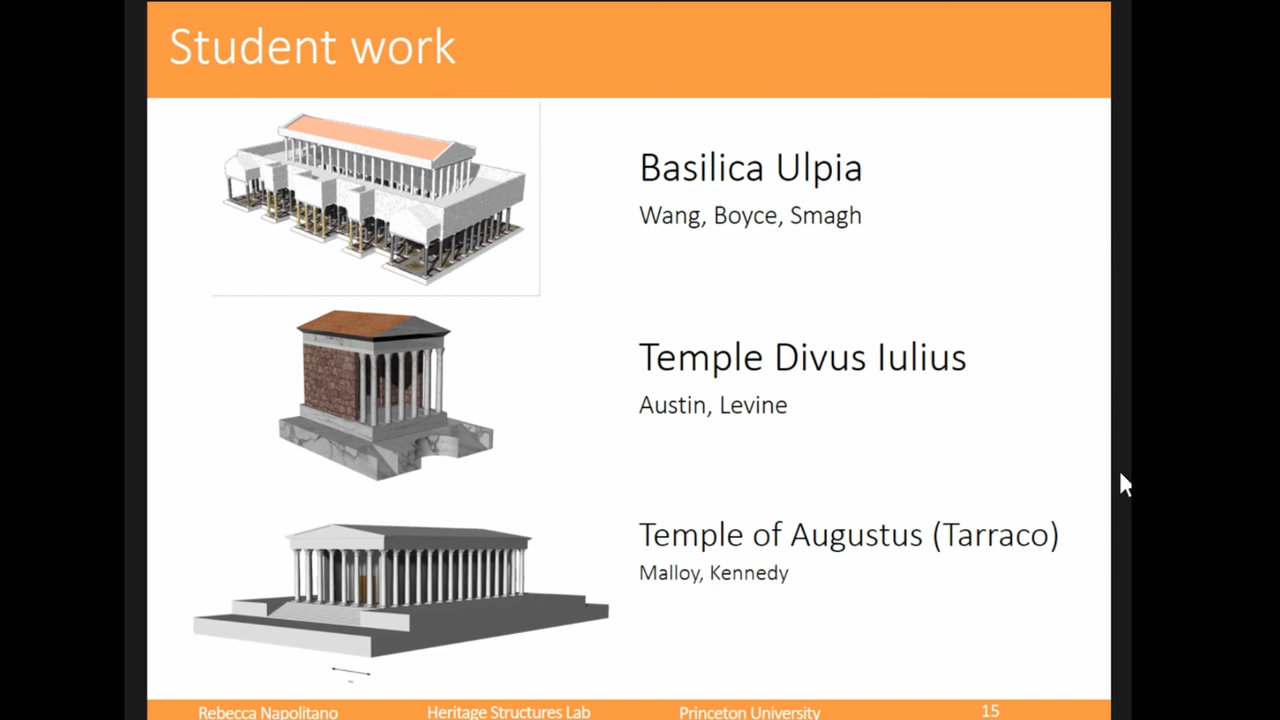 Student work
Basilica Ulpia
Wang, Boyce, Smagh
Temple Divus Iulius
Austin, Levine
Temple of Augustus (Tarraco)
Malloy, Kennedy
Rebecca Napolitano Heritage Structures Lab Princeton University 15